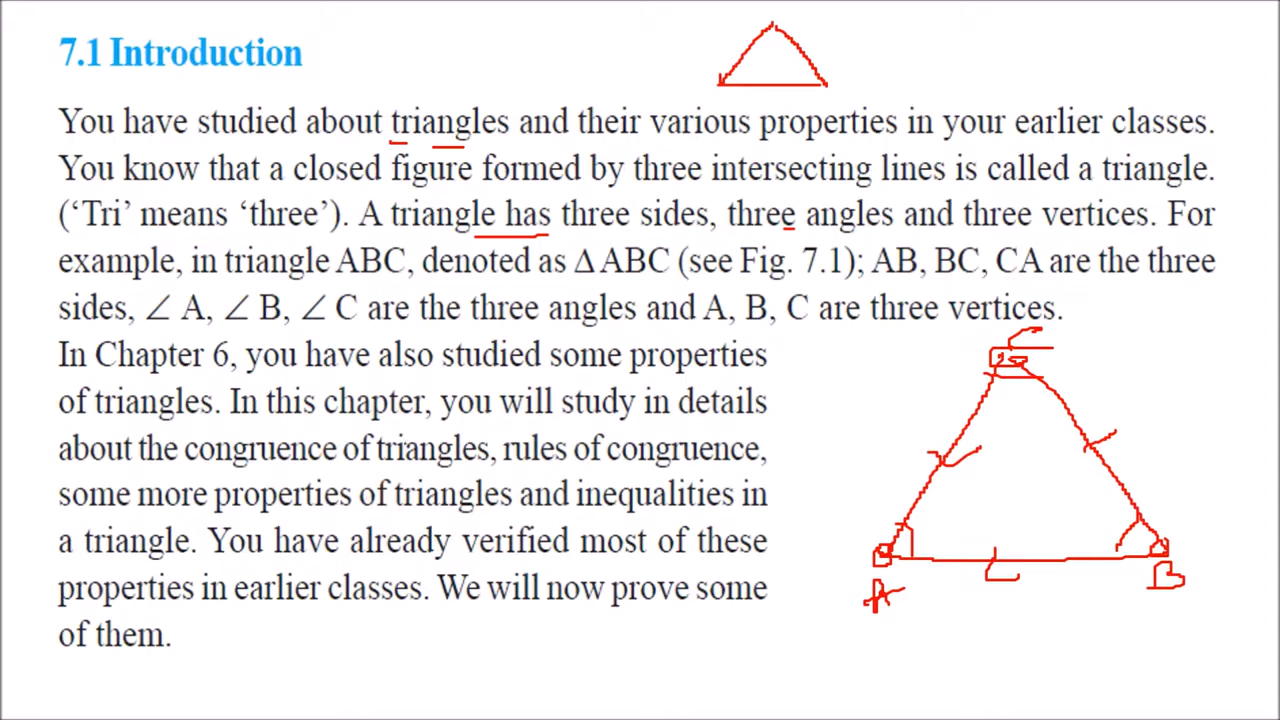 7.1 Introduction
You have studied about triangles and their various properties in your earlier classes.
You know that a closed figure formed by three intersecting lines is called a triangle.
(‘Tri’ means ‘three’). A triangle has three sides, three angles and three vertices. For
example, in triangle ABC, denoted as Δ ABC (see Fig. 7.1); AB, BC, CA are the three
sides, ∠ A, ∠ B, ∠ C are the three angles and A, B, C are three vertices.
In Chapter 6, you have also studied some properties
of triangles. In this chapter, you will study in details
about the congruence of triangles, rules of congruence,
some more properties of triangles and inequalities in
a triangle. You have already verified most of these
properties in earlier classes. We will now prove some
of them.
C
A B